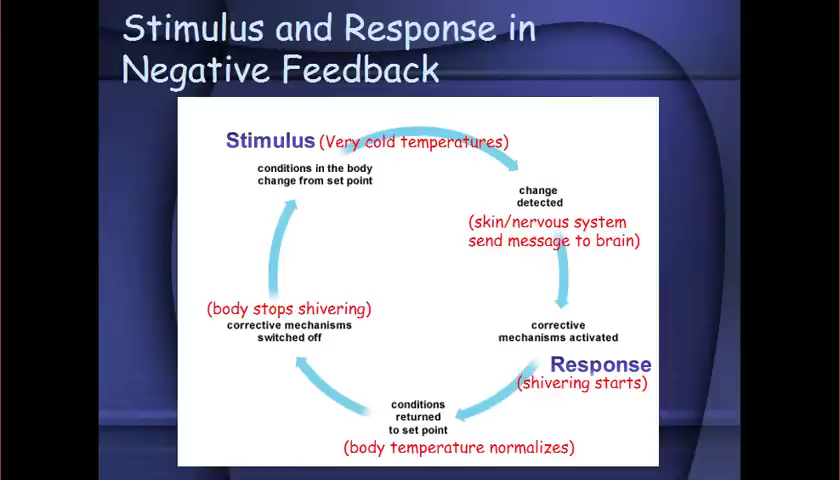 Stimulus and Response in
Negative Feedback
Stimulus (Very cold temperatures)
conditions in the body
change from set point
change
detected
(skin/nervous system
send message to brain)
corrective
mechanisms activated
Response
(shivering starts)
conditions
returned
to set point
(body temperature normalizes)
(body stops shivering)
corrective mechanisms
switched off